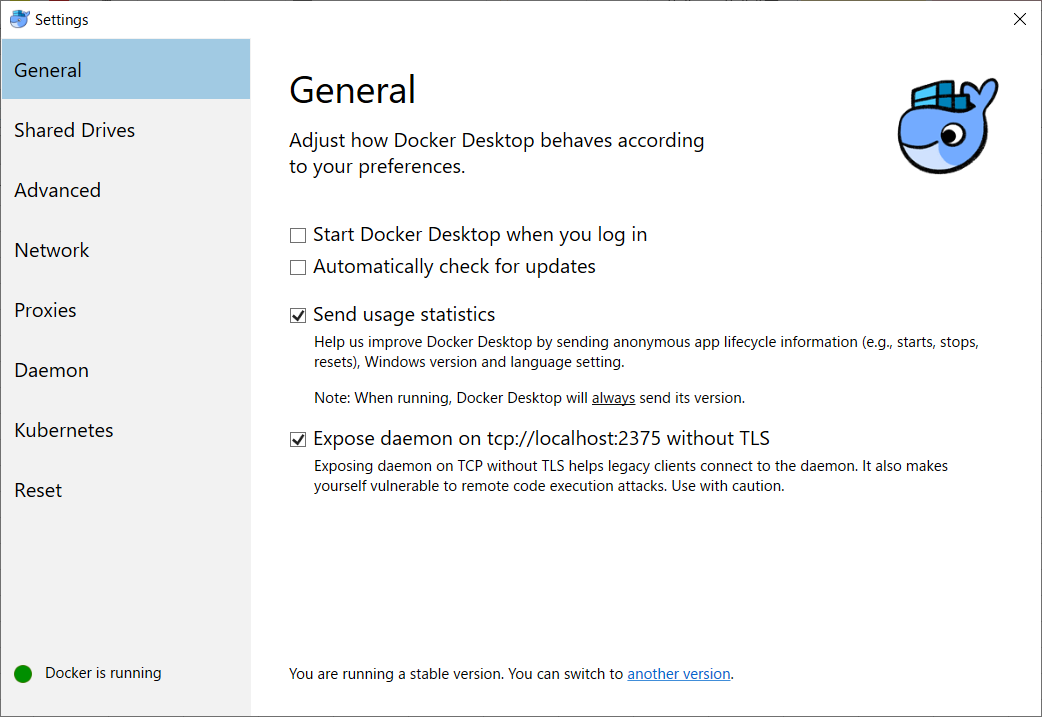 Settings
General
Shared Drives
Advanced
Network
Proxies
Daemon
Kubernetes
Reset
Docker is running
General
Adjust how Docker Desktop behaves according
to your preferences.
Start Docker Desktop when you log in
Automatically check for updates
Send usage statistics
Help us improve Docker Desktop by sending anonymous app lifecycle information (e.g., starts, stops,
resets), Windows version and language setting.
Note: When running, Docker Desktop will always send its version.
Expose daemon on tcp://localhost:2375 without TLS
Exposing daemon on TCP without TLS helps legacy clients connect to the daemon. It also makes
yourself vulnerable to remote code execution attacks. Use with caution.
You are running a stable version. You can switch to another version.